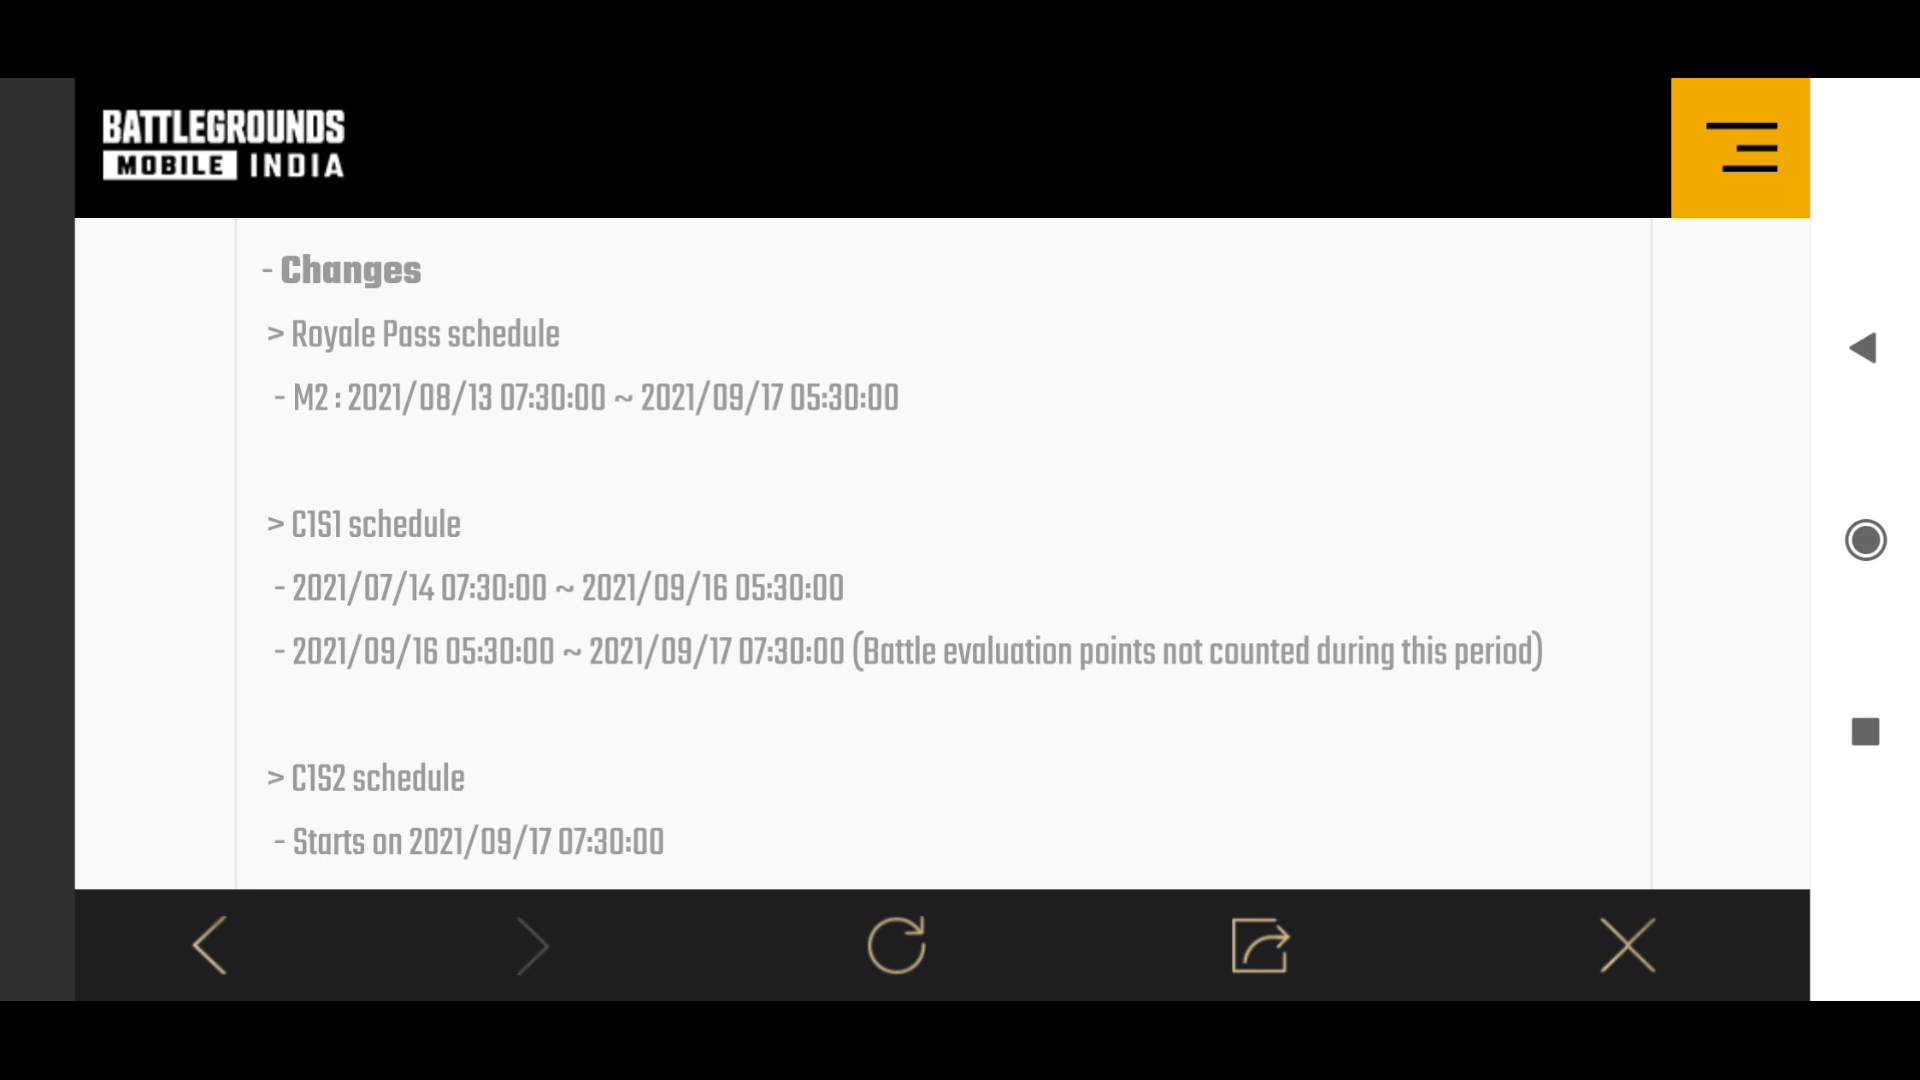 BATTLEGROUNDS
MOBILE INDIA
- Changes
> Royale Pass schedule
- M2 : 2021/08/13 07:30:00 ~ 2021/09/17 05:30:00
> C1S1 schedule
- 2021/07/14 07:30:00 ~ 2021/09/16 05:30:00
- 2021/09/16 05:30:00 ~ 2021/09/17 07:30:00 (Battle evaluation points not counted during this period)
> C1S2 schedule
- Starts on 2021/09/17 07:30:00